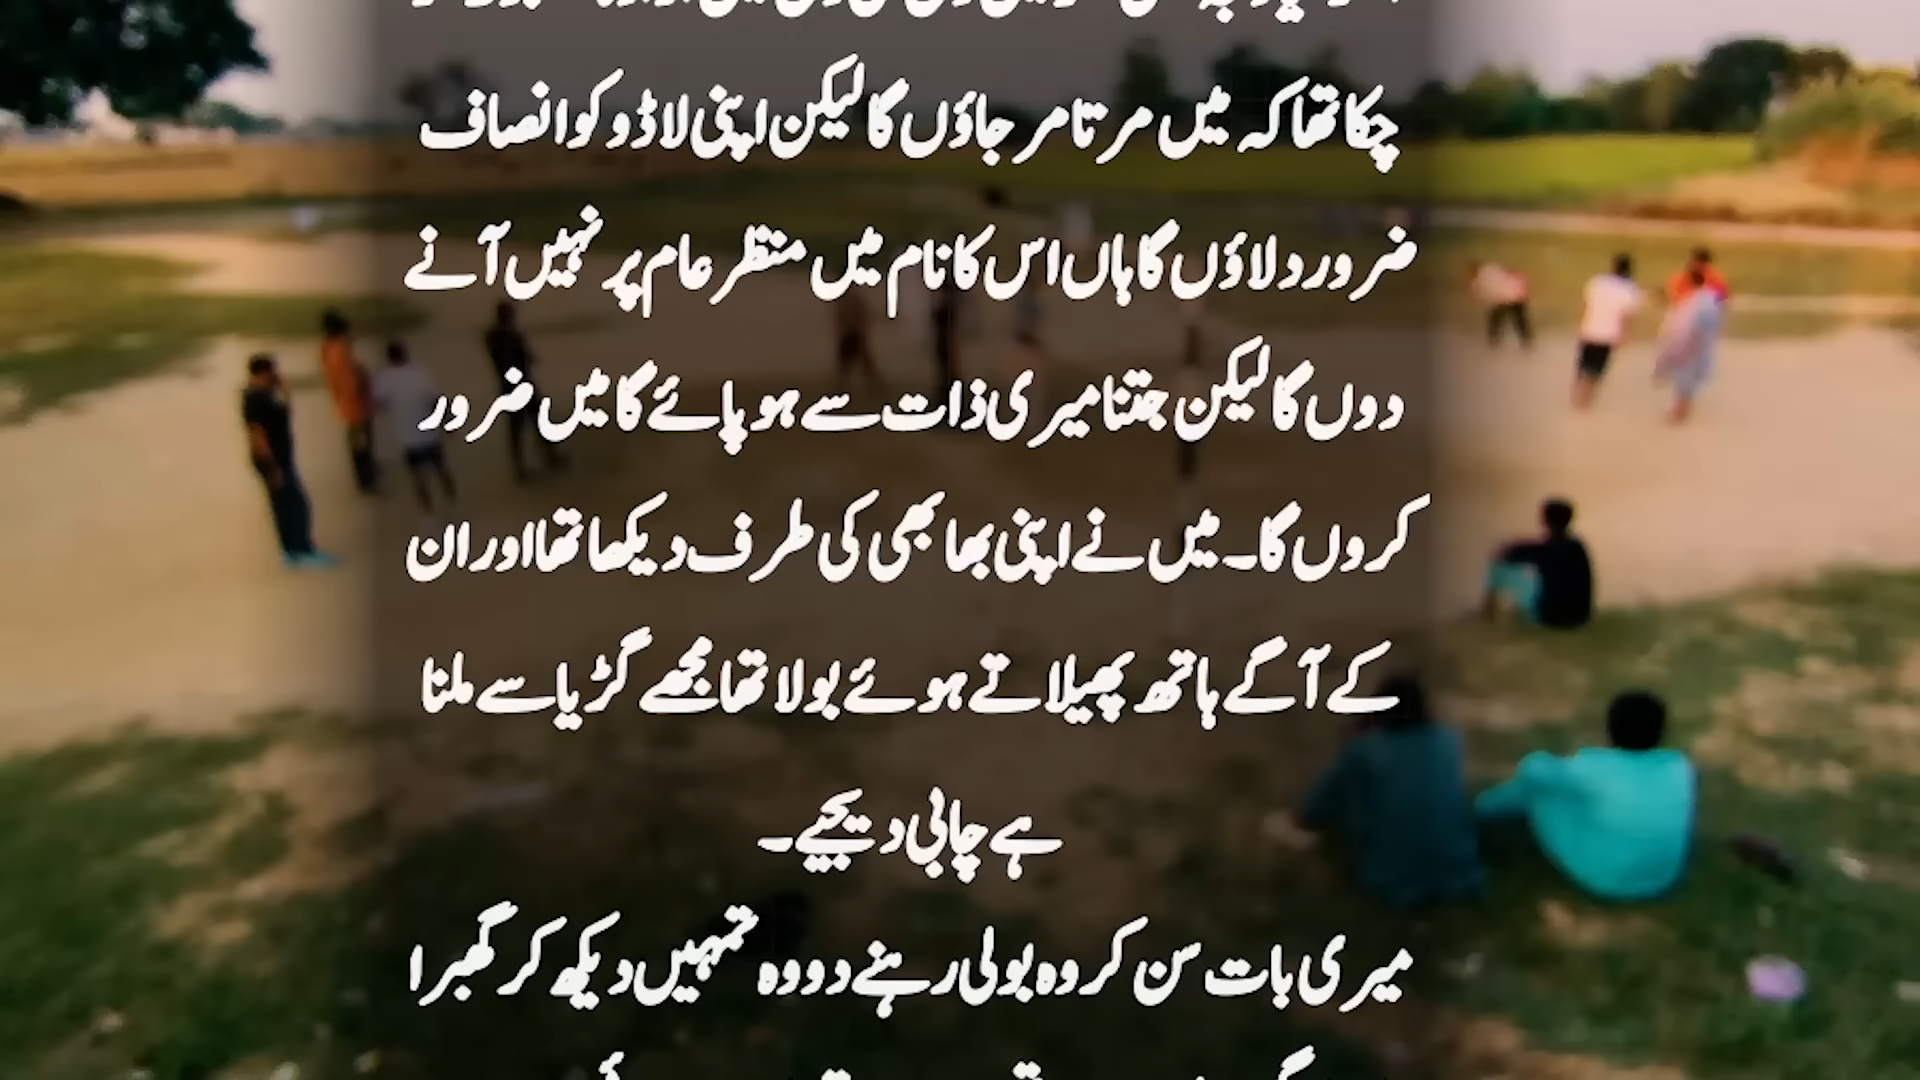 چکا تھا کہ میں مر تا مر جاؤں گا لیکن اپنی لاڈو کو انصاف
ضرور دلاؤں گا ہاں اس کا نام میں منظر عام پر نہیں آنے
دوں گا لیکن جتنا میری ذات سے ہو پائے گا میں ضرور
کروں گا۔ میں نے اپنی بھابھی کی طرف دیکھا تھا اور ان
کے آگے ہاتھ پھیلاتے ہوئے بولا تھا مجھے گڑیا سے ملنا
ہے چابی دیجیے۔
میری بات سن کر وہ بولی رہنے دو وہ تمہیں دیکھ کر گھبرا